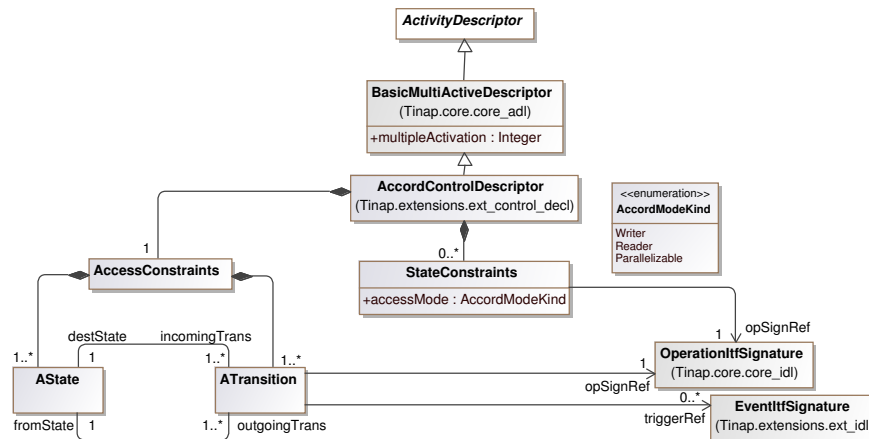 ActivityDescriptor
BasicMultiActiveDescriptor
(Tinap.core.core_adl)
+multipleActivation : Integer
AccordControlDescriptor
(Tinap.extensions.ext_control_decl)
<<enumeration>>
AccordModeKind
Writer
Reader
Parallelizable
1
0..*
AccessConstraints
StateConstraints
+accessMode : AccordModeKind
destState
incomingTrans
1
opSignRef
1..*
1
1..*
1..*
1
AState
ATransition
OperationItfSignature
(Tinap.core.core_idl)
opSignRef
0..*
fromState
1
1..*
outgoingTrans
triggerRef
EventItfSignature
(Tinap.extensions.ext_idl